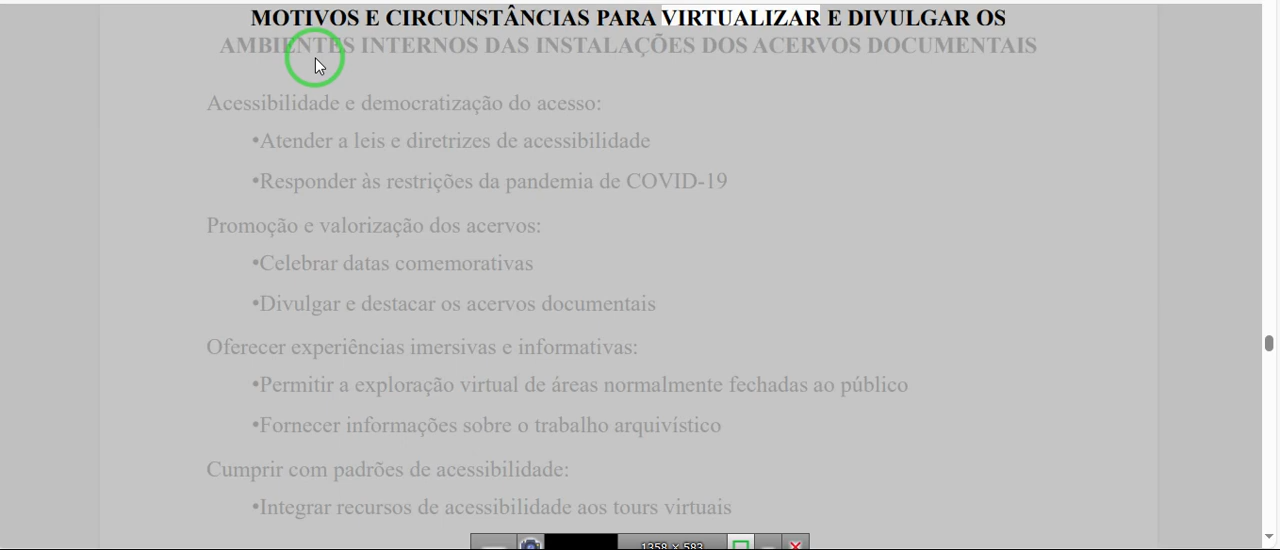 MOTIVOS E CIRCUNSTÂNCIAS PARA VIRTUALIZAR E DIVULGAR OS
AMBIENTES INTERNOS DAS INSTALAÇÕES DOS ACERVOS DOCUMENTAIS
Acessibilidade e democratização do acesso:
•Atender a leis e diretrizes de acessibilidade
•Responder às restrições da pandemia de COVID-19
Promoção e valorização dos acervos:
•Celebrar datas comemorativas
•Divulgar e destacar os acervos documentais
Oferecer experiências imersivas e informativas:
•Permitir a exploração virtual de áreas normalmente fechadas ao público
•Fornecer informações sobre o trabalho arquivístico
Cumprir com padrões de acessibilidade:
•Integrar recursos de acessibilidade aos tours virtuais
1358 × 583